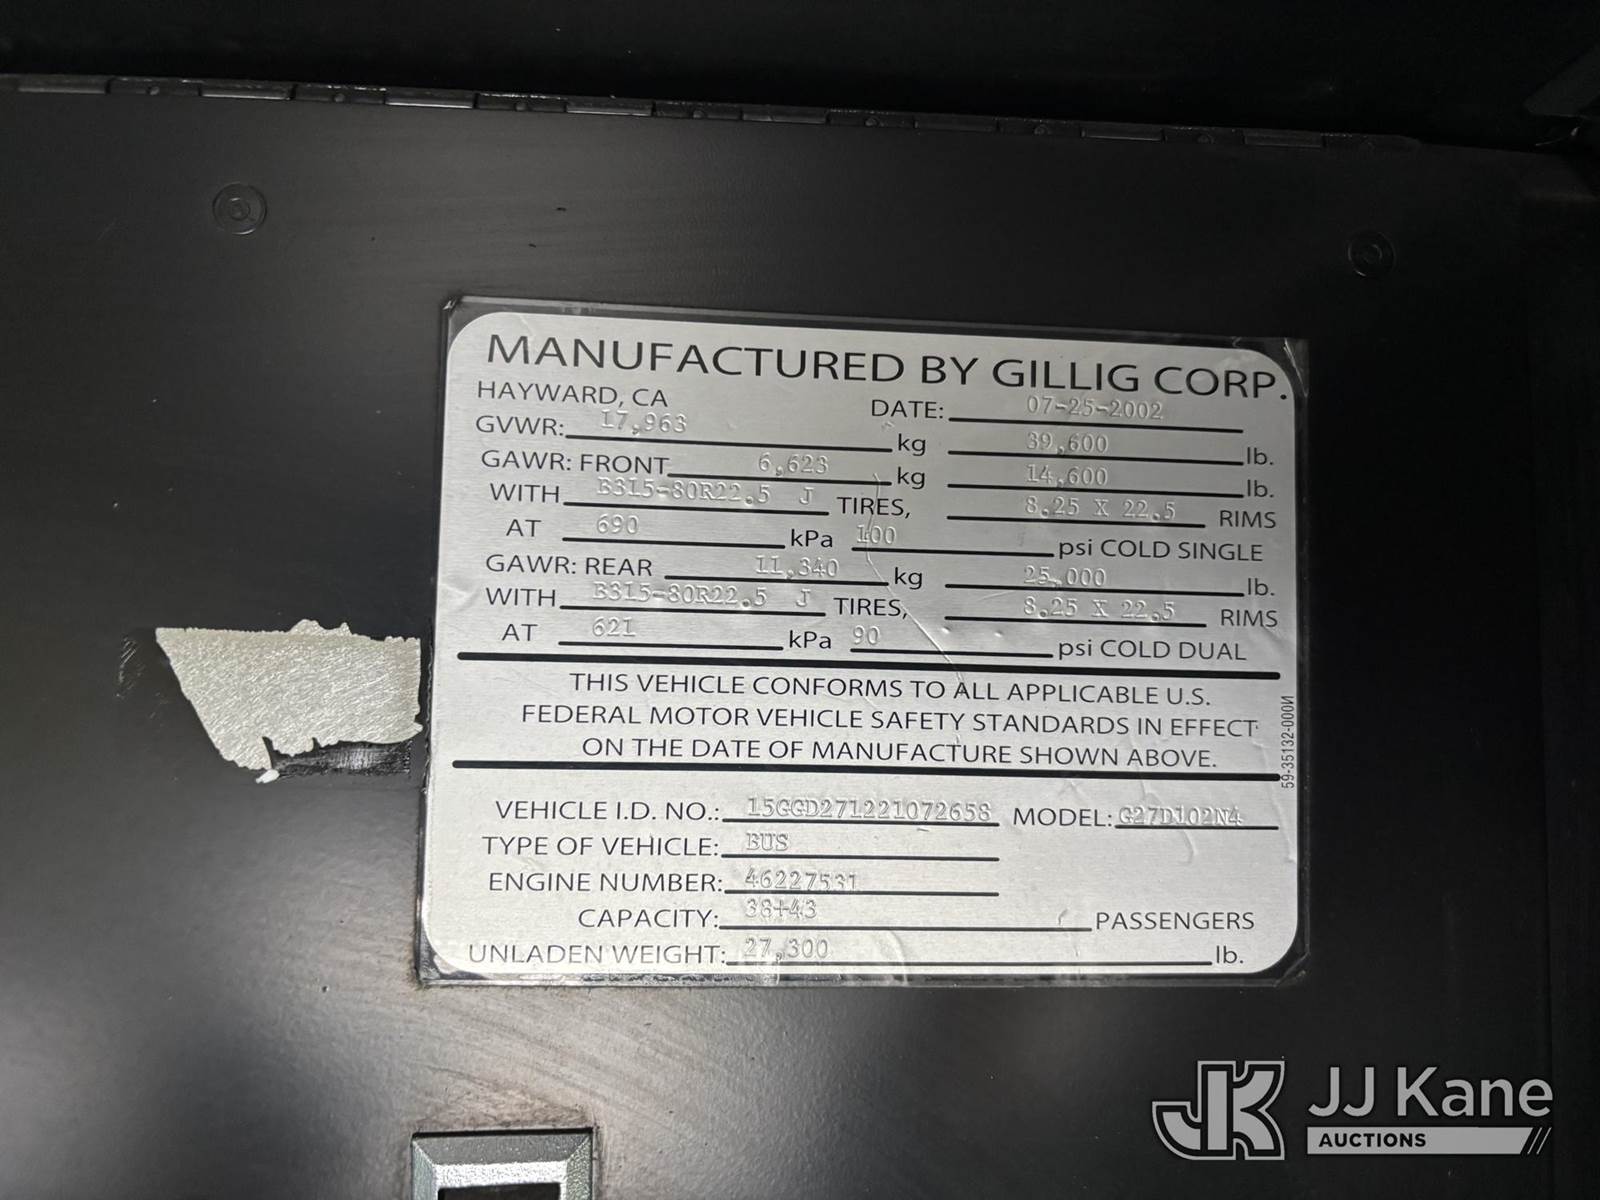 MANUFACTURED BY GILLIG CORP.
HAYWARD, CA DATE: 07-25-2002
GVWR: 17,963 kg 39,600 lb.
GAWR: FRONT 6,623 kg 14,600 lb.
WITH B315-80R22.5 J TIRES, 8.25 X 22.5 RIMS
AT 690 kPa 100 psi COLD SINGLE
GAWR: REAR 11,340 kg 25,000 lb.
WITH B315-80R22.5 J TIRES, 8.25 X 22.5 RIMS
AT 621 kPa 90 psi COLD DUAL
THIS VEHICLE CONFORMS TO ALL APPLICABLE U.S.
FEDERAL MOTOR VEHICLE SAFETY STANDARDS IN EFFECT
ON THE DATE OF MANUFACTURE SHOWN ABOVE.
59-35132-000N
VEHICLE I.D. NO.: 15GGD271221072658 MODEL: G27D102N4
TYPE OF VEHICLE: BUS
ENGINE NUMBER: 46227531
CAPACITY: 38+43 PASSENGERS
UNLADEN WEIGHT: 27,300 lb.
JJ Kane
AUCTIONS